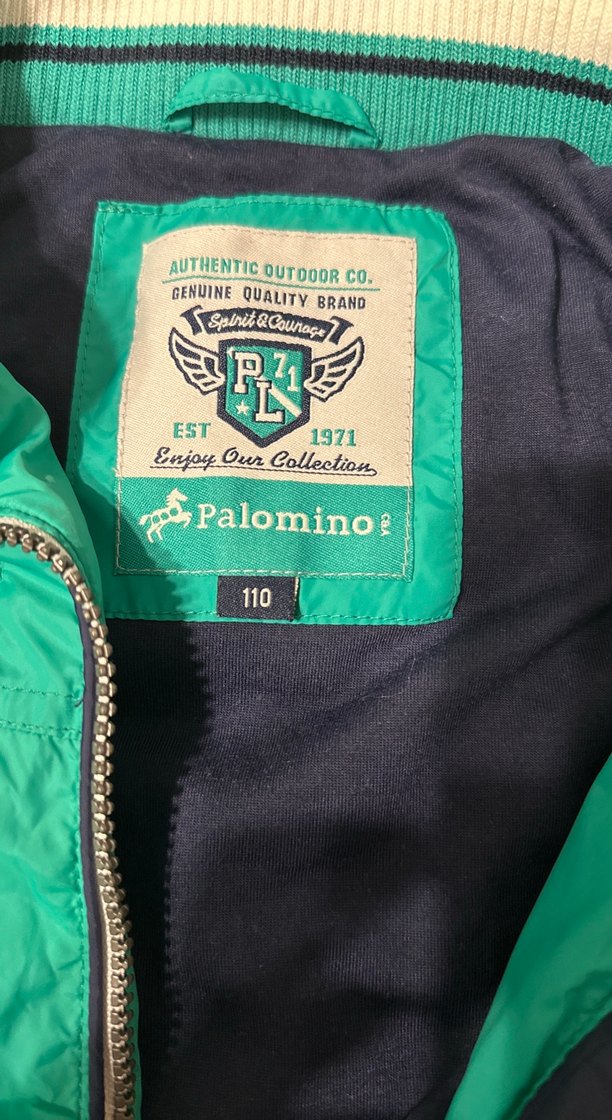 AUTHENTIC OUTDOOR CO.
GENUINE QUALITY BRAND
Spirit & Courage
PL 71
EST 1971
Enjoy Our Collection
Palomino C&A
110